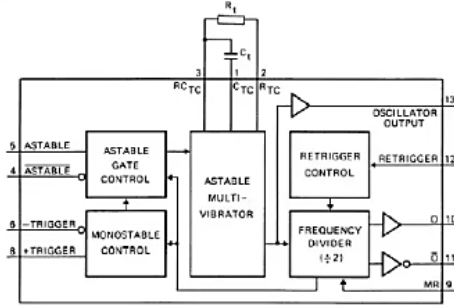 Rt
Ct
3 1 2
RCTC CTC RTC
13
OSCILLATOR
OUTPUT
5 ASTABLE
4 ASTABLE
ASTABLE
GATE
CONTROL
ASTABLE
MULTI-
VIBRATOR
RETRIGGER
CONTROL
RETRIGGER 12
6 −TRIGGER
8 +TRIGGER
MONOSTABLE
CONTROL
FREQUENCY
DIVIDER
(÷2)
O 10
O̅ 11
MR 9